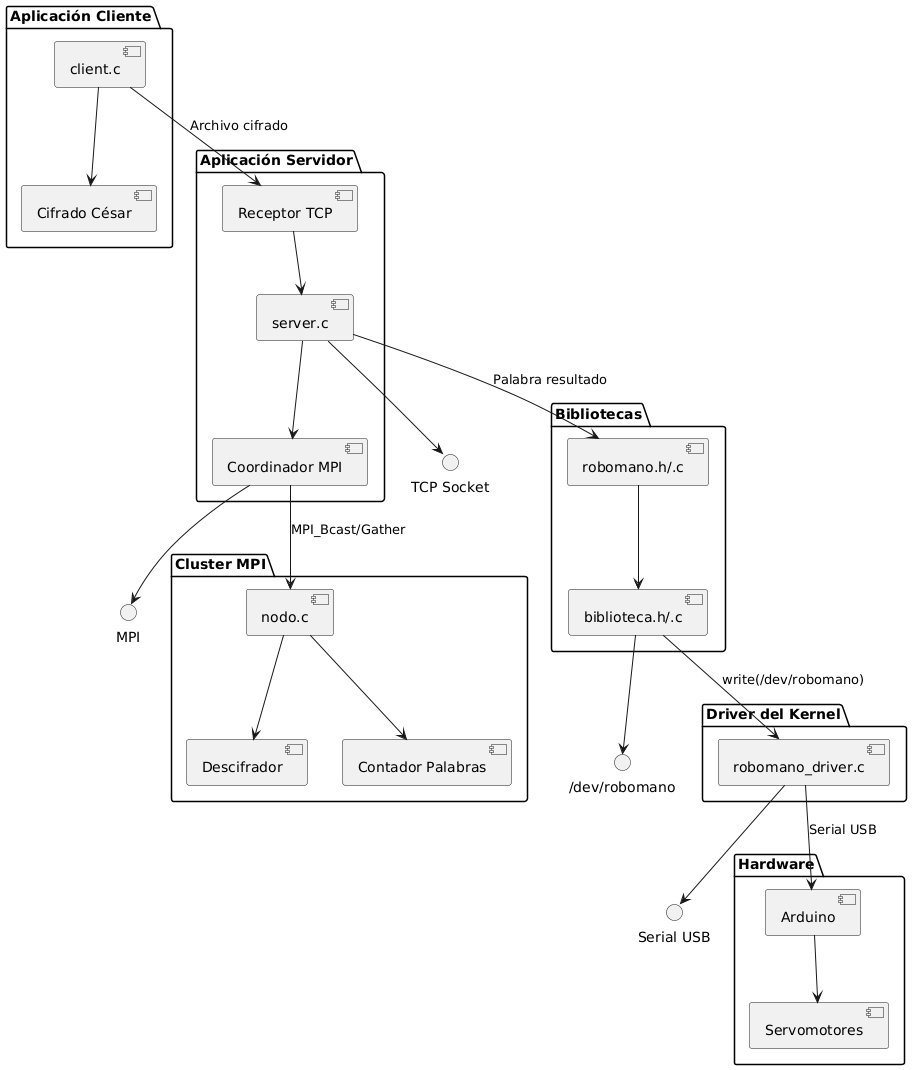 Aplicación Cliente
client.c
Archivo cifrado
Aplicación Servidor
Cifrado César
Receptor TCP
server.c
Palabra resultado
Bibliotecas
Coordinador MPI
robomano.h/.c
TCP Socket
MPI_Bcast/Gather
Cluster MPI
nodo.c
biblioteca.h/.c
MPI
write(/dev/robomano)
Driver del Kernel
Descifrador
Contador Palabras
robomano_driver.c
/dev/robomano
Serial USB
Hardware
Arduino
Serial USB
Servomotores